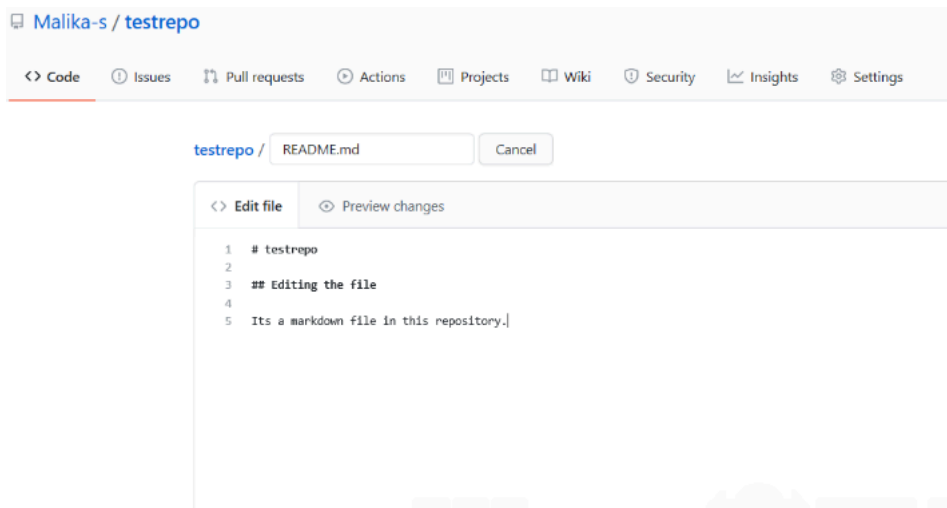 Malika-s / testrepo
<> Code Issues Pull requests Actions Projects Wiki Security Insights Settings
testrepo / README.md Cancel
<> Edit file Preview changes
1 # testrepo
2
3 ## Editing the file
4
5 Its a markdown file in this repository.